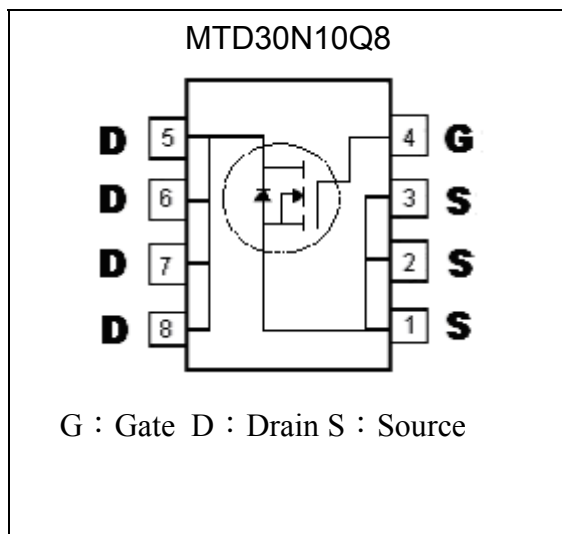 MTD30N10Q8
D 5 4 G
D 6 3 S
D 7 2 S
D 8 1 S
G：Gate D：Drain S：Source